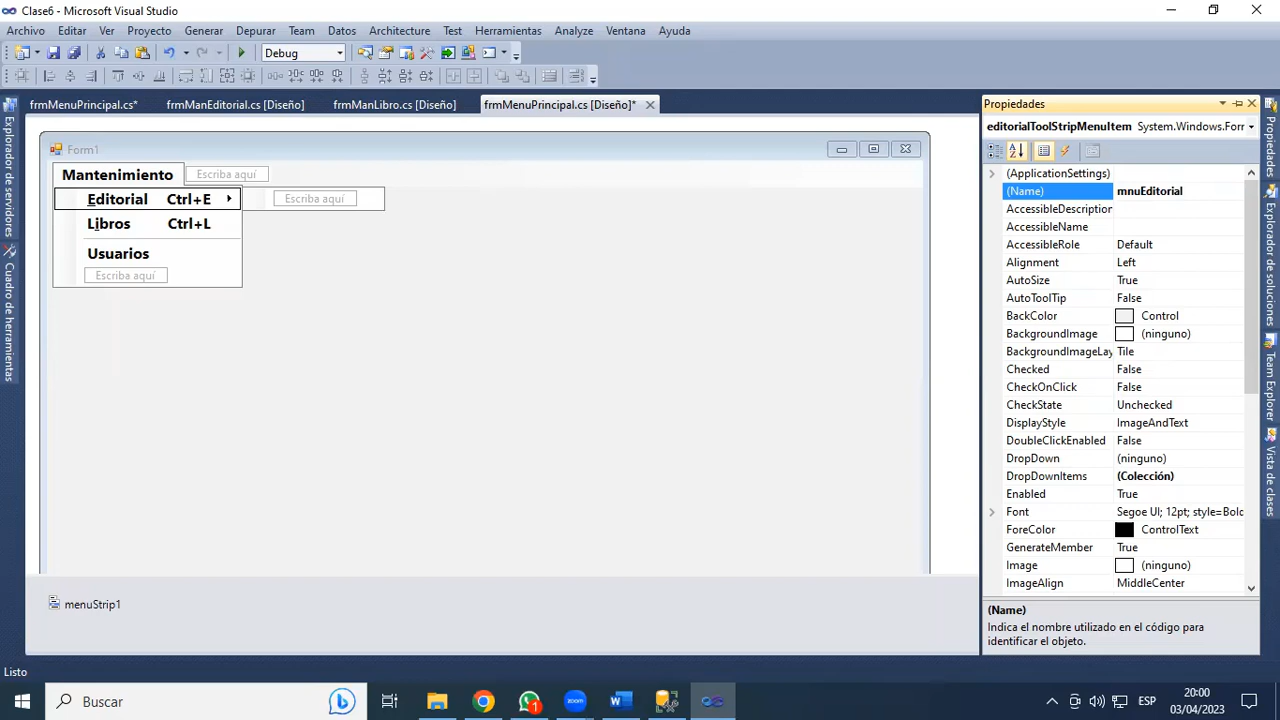 Clase6 - Microsoft Visual Studio
Archivo Editar Ver Proyecto Generar Depurar Team Datos Architecture Test Herramientas Analyze Ventana Ayuda
Debug
frmMenuPrincipal.cs* frmManEditorial.cs [Diseño] frmManLibro.cs [Diseño] frmMenuPrincipal.cs [Diseño]*
Explorador de servidores
Cuadro de herramientas
Form1
Mantenimiento Escriba aquí
Editorial Ctrl+E Escriba aquí
Libros Ctrl+L
Usuarios
Escriba aquí
menuStrip1
Propiedades
editorialToolStripMenuItem System.Windows.Forr
(ApplicationSettings)
(Name) mnuEditorial
AccessibleDescription
AccessibleName
AccessibleRole Default
Alignment Left
AutoSize True
AutoToolTip False
BackColor Control
BackgroundImage (ninguno)
BackgroundImageLay Tile
Checked False
CheckOnClick False
CheckState Unchecked
DisplayStyle ImageAndText
DoubleClickEnabled False
DropDown (ninguno)
DropDownItems (Colección)
Enabled True
Font Segoe UI; 12pt; style=Bold
ForeColor ControlText
GenerateMember True
Image (ninguno)
ImageAlign MiddleCenter
(Name)
Indica el nombre utilizado en el código para
identificar el objeto.
Propiedades
Explorador de soluciones
Team Explorer
Vista de clases
Listo
Buscar
zoom
1
ESP
20:00
03/04/2023